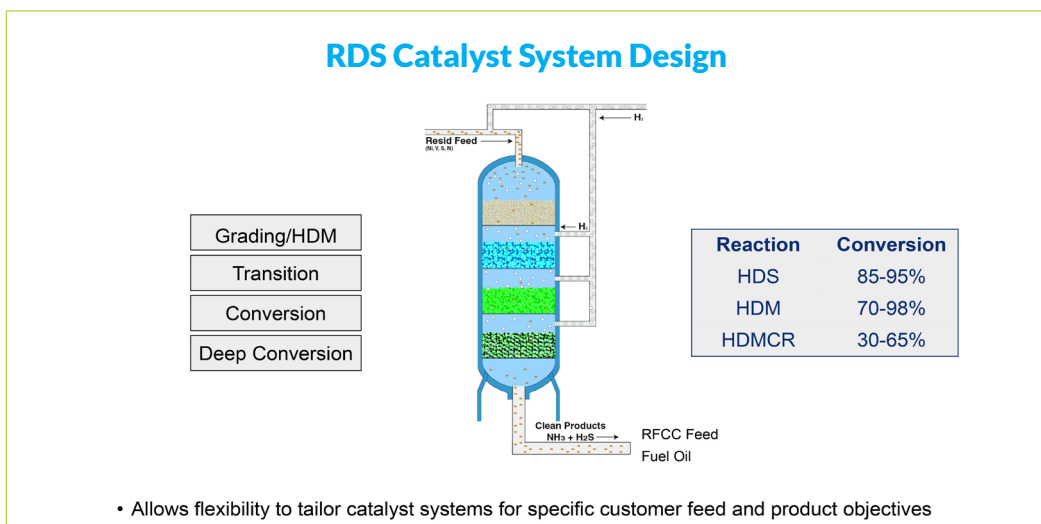 RDS Catalyst System Design
H₂
Resid Feed
(Ni, V, S, N)
H₂
Grading/HDM
Transition
Conversion
Deep Conversion
Reaction Conversion
HDS 85-95%
HDM 70-98%
HDMCR 30-65%
Clean Products
NH3 + H2S
RFCC Feed
Fuel Oil
• Allows flexibility to tailor catalyst systems for specific customer feed and product objectives